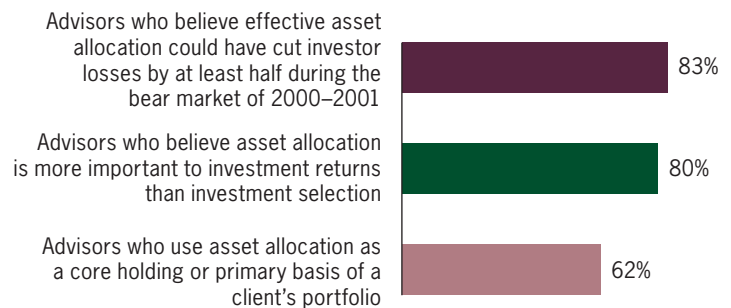 Advisors who believe effective asset
allocation could have cut investor
losses by at least half during the
bear market of 2000–2001
83%
Advisors who believe asset allocation
is more important to investment returns
than investment selection
80%
Advisors who use asset allocation as
a core holding or primary basis of a
client’s portfolio
62%